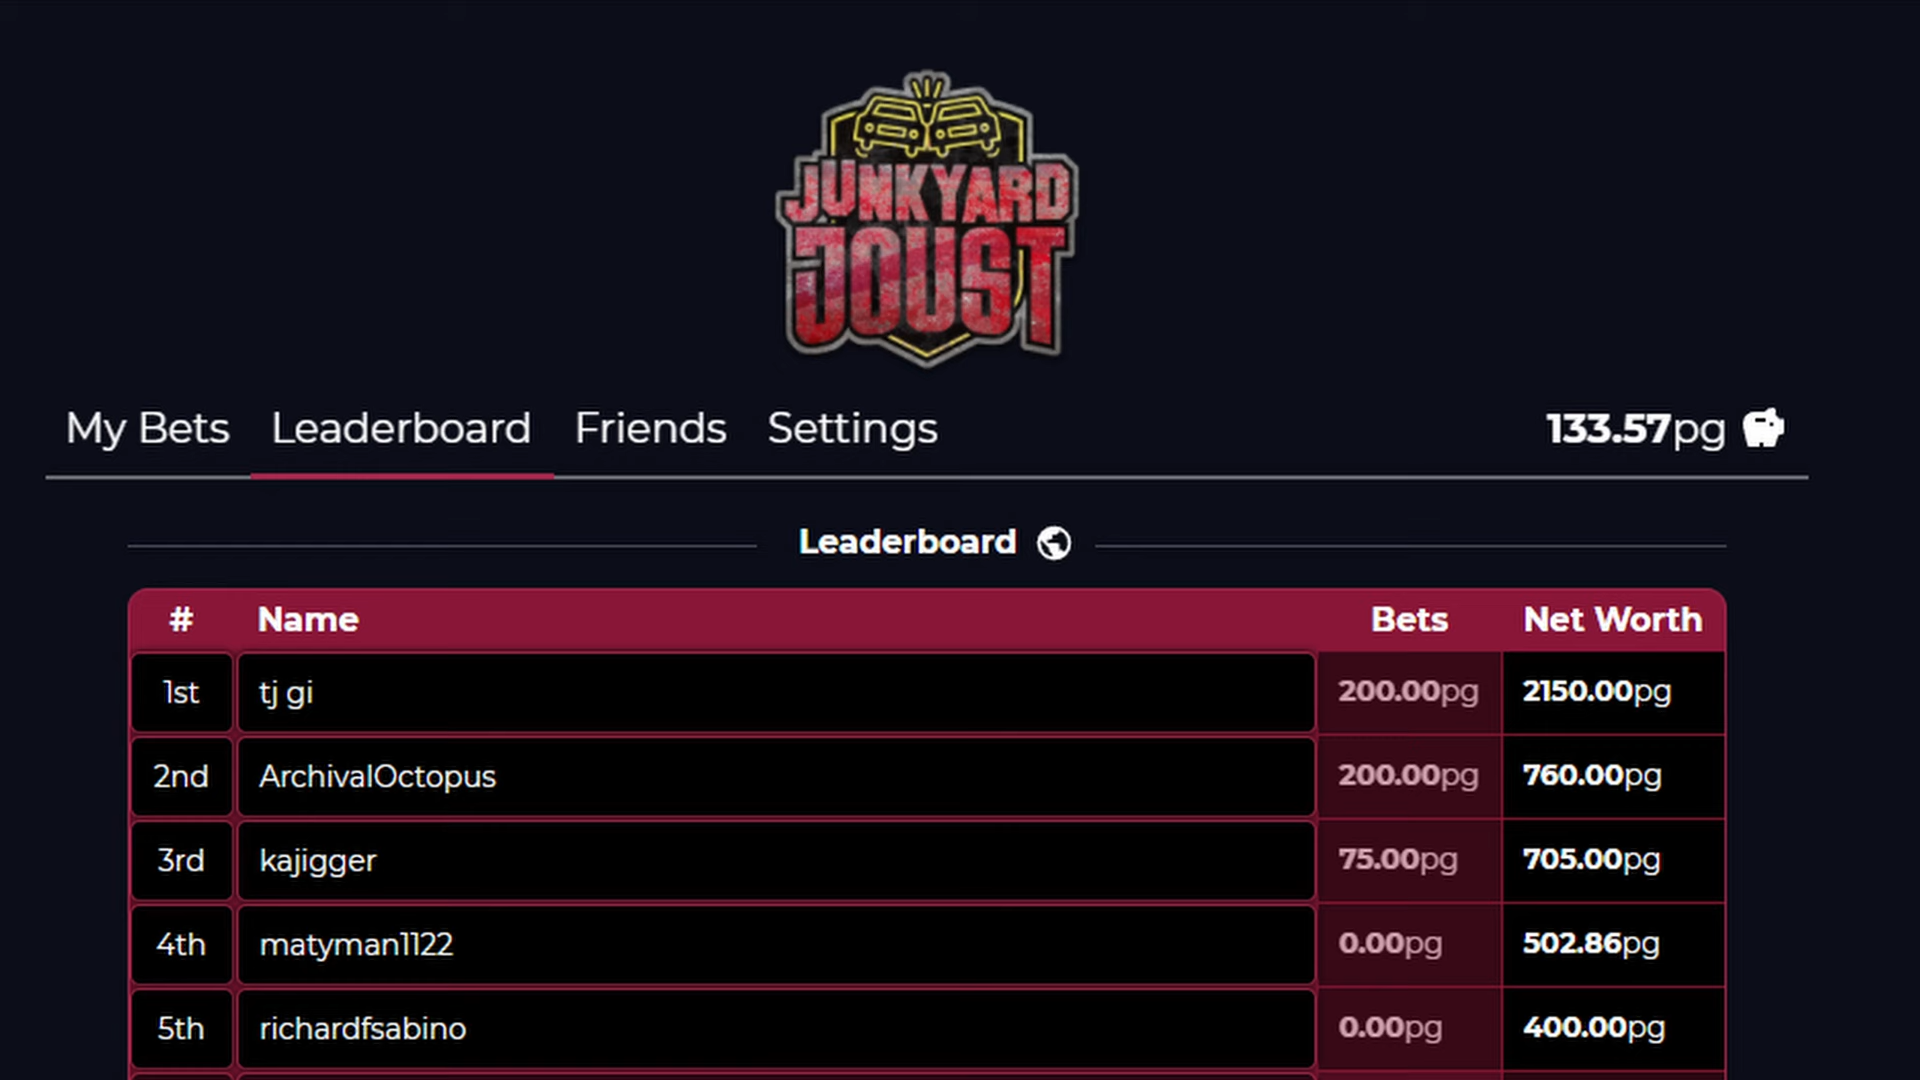 JUNKYARD
JOUST
My Bets Leaderboard Friends Settings 133.57pg
Leaderboard
# Name Bets Net Worth
1st tj gi 200.00pg 2150.00pg
2nd ArchivalOctopus 200.00pg 760.00pg
3rd kajigger 75.00pg 705.00pg
4th matyman1122 0.00pg 502.86pg
5th richardfsabino 0.00pg 400.00pg